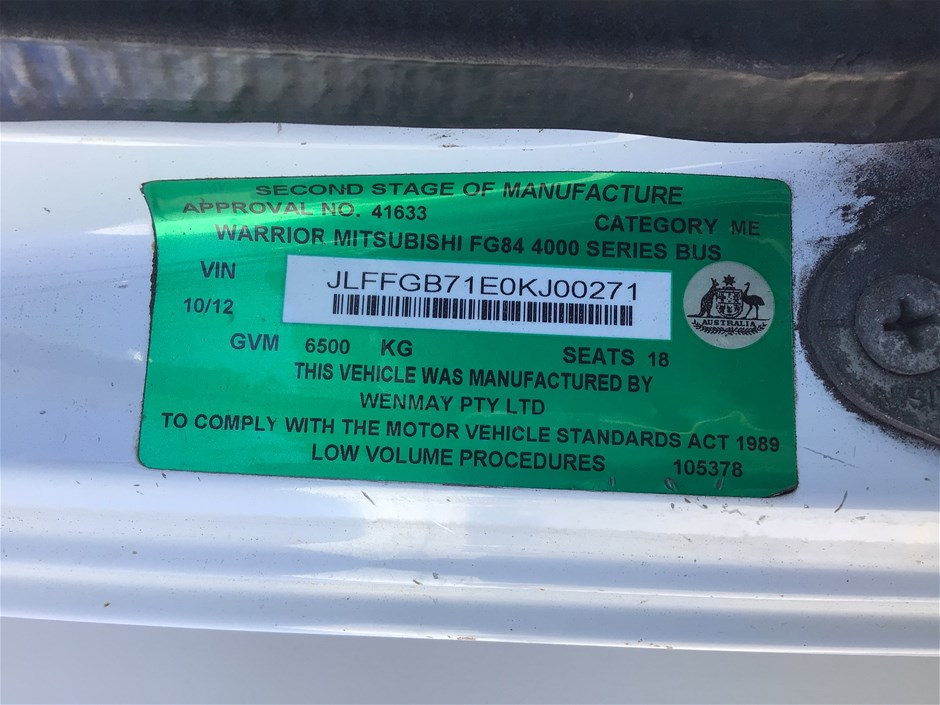 SECOND STAGE OF MANUFACTURE
APPROVAL NO. 41633
CATEGORY ME
WARRIOR MITSUBISHI FG84 4000 SERIES BUS
VIN
JLFFGB71E0KJ00271
10/12
AUSTRALIA
GVM 6500 KG SEATS 18
THIS VEHICLE WAS MANUFACTURED BY
WENMAY PTY LTD
TO COMPLY WITH THE MOTOR VEHICLE STANDARDS ACT 1989
LOW VOLUME PROCEDURES 105378